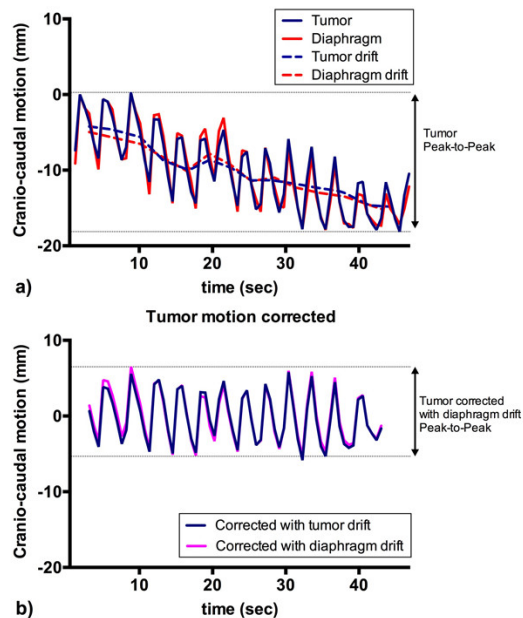 Tumor
Diaphragm
Tumor drift
Diaphragm drift
10
0
-10
-20
Cranio-caudal motion (mm)
Tumor
Peak-to-Peak
10
20
30
40
time (sec)
a)
Tumor motion corrected
10
0
-10
-20
Cranio-caudal motion (mm)
Tumor corrected
with diaphragm drift
Peak-to-Peak
Corrected with tumor drift
Corrected with diaphragm drift
10
20
30
40
time (sec)
b)